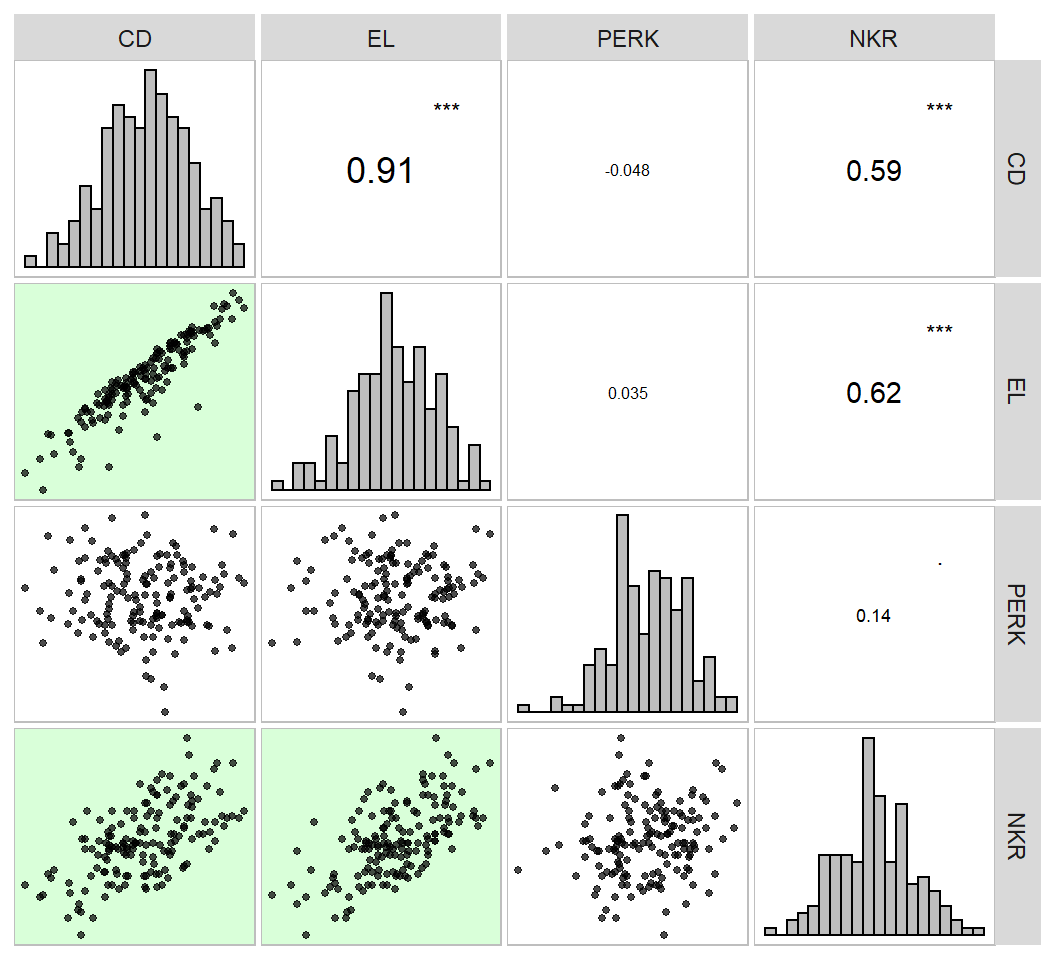 CD EL PERK NKR
***
***
0.91 -0.048 0.59
CD
***
0.035 0.62
EL
.
0.14
PERK
NKR